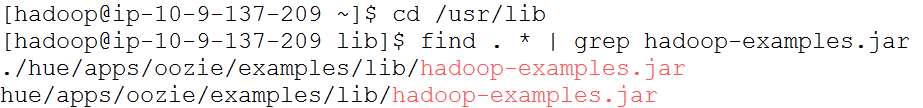 [hadoop@ip-10-9-137-209 ~]$ cd /usr/lib
[hadoop@ip-10-9-137-209 lib]$ find . * | grep hadoop-examples.jar
./hue/apps/oozie/examples/lib/hadoop-examples.jar
hue/apps/oozie/examples/lib/hadoop-examples.jar